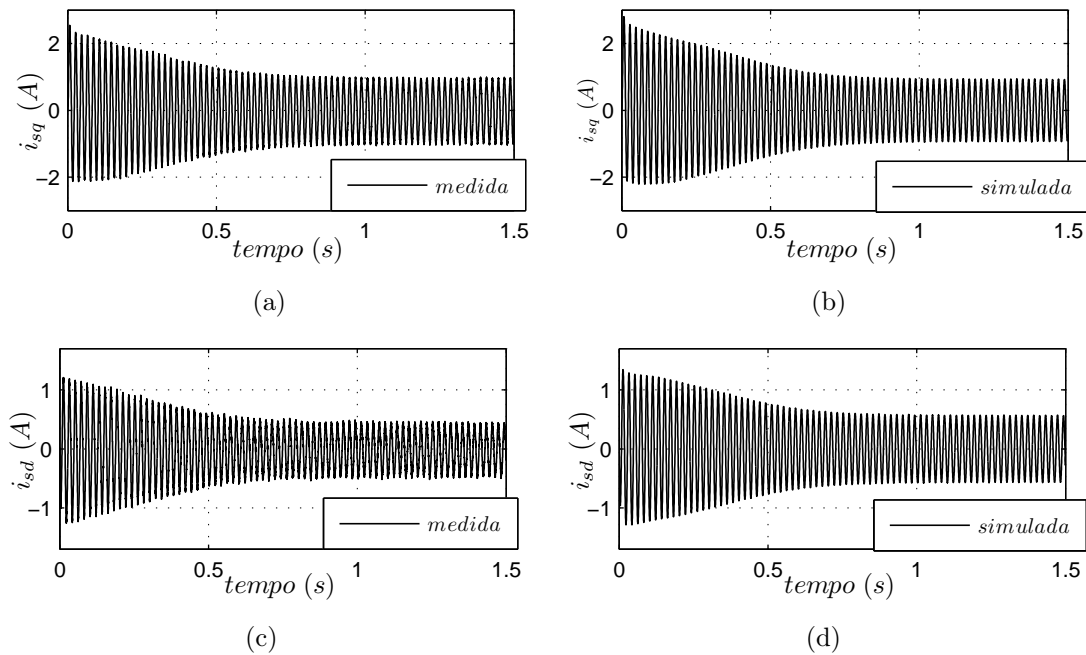 2
0
−2
i_{sq} (A)
0
0.5
1
1.5
tempo (s)
medida
(a)
2
0
−2
i_{sq} (A)
0
0.5
1
1.5
tempo (s)
simulada
(b)
1
0
−1
i_{sd} (A)
0
0.5
1
1.5
tempo (s)
medida
(c)
1
0
−1
i_{sd} (A)
0
0.5
1
1.5
tempo (s)
simulada
(d)